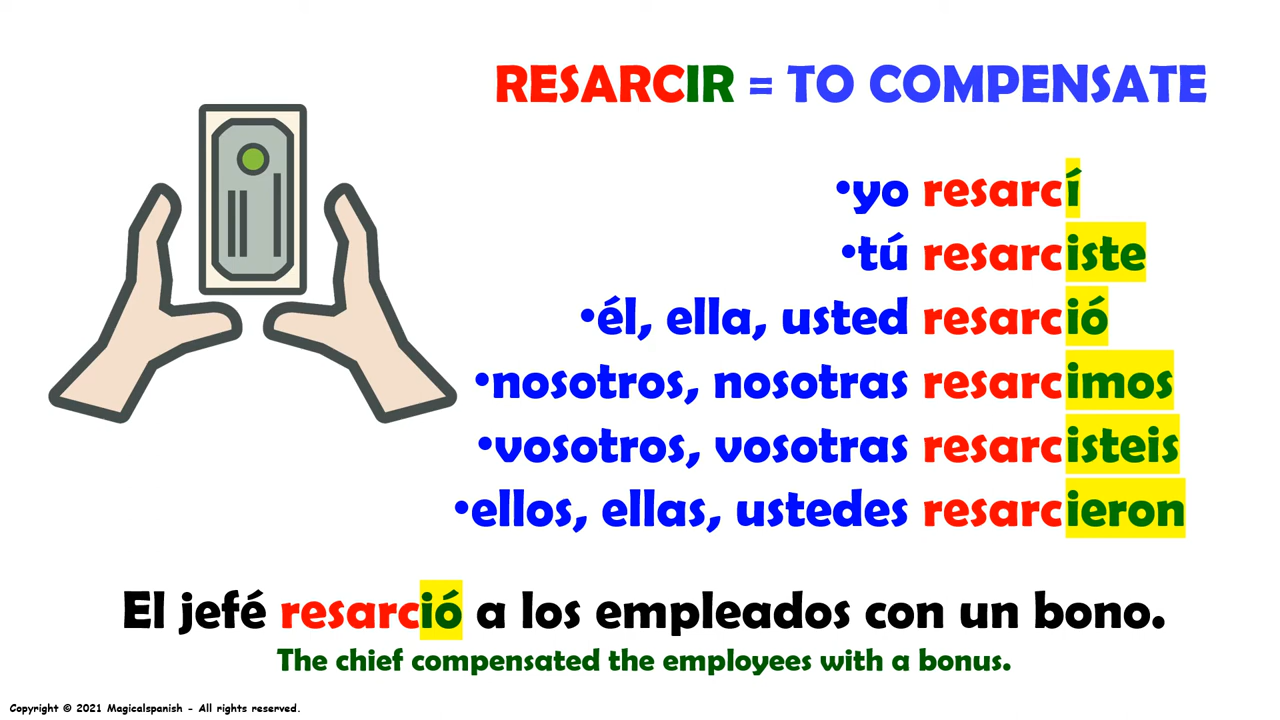 RESARCIR = TO COMPENSATE
•yo resarcí
•tú resarciste
•él, ella, usted resarció
•nosotros, nosotras resarcimos
•vosotros, vosotras resarcisteis
•ellos, ellas, ustedes resarcieron
El jefé resarció a los empleados con un bono.
The chief compensated the employees with a bonus.
Copyright © 2021 Magicalspanish - All rights reserved.